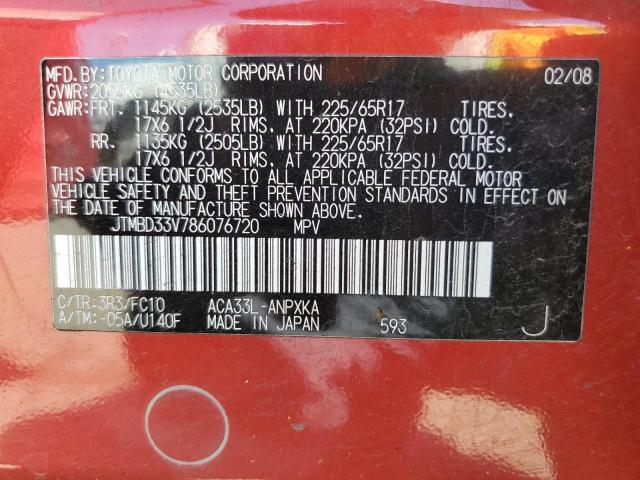 MFD.BY:TOYOTA MOTOR CORPORATION 02/08
GVWR:2055KG (4535LB)
GAWR:FRT. 1145KG (2535LB) WITH 225/65R17 TIRES,
17X6 1/2J RIMS, AT 220KPA (32PSI) COLD.
RR. 1135KG (2505LB) WITH 225/65R17 TIRES,
17X6 1/2J RIMS, AT 220KPA (32PSI) COLD.
THIS VEHICLE CONFORMS TO ALL APPLICABLE FEDERAL MOTOR
VEHICLE SAFETY AND THEFT PREVENTION STANDARDS IN EFFECT ON
THE DATE OF MANUFACTURE SHOWN ABOVE.
JTMBD33V786076720 MPV
C/TR:3R3/FC10 ACA33L-ANPXKA
A/TM:-05A/U140F MADE IN JAPAN 593 J